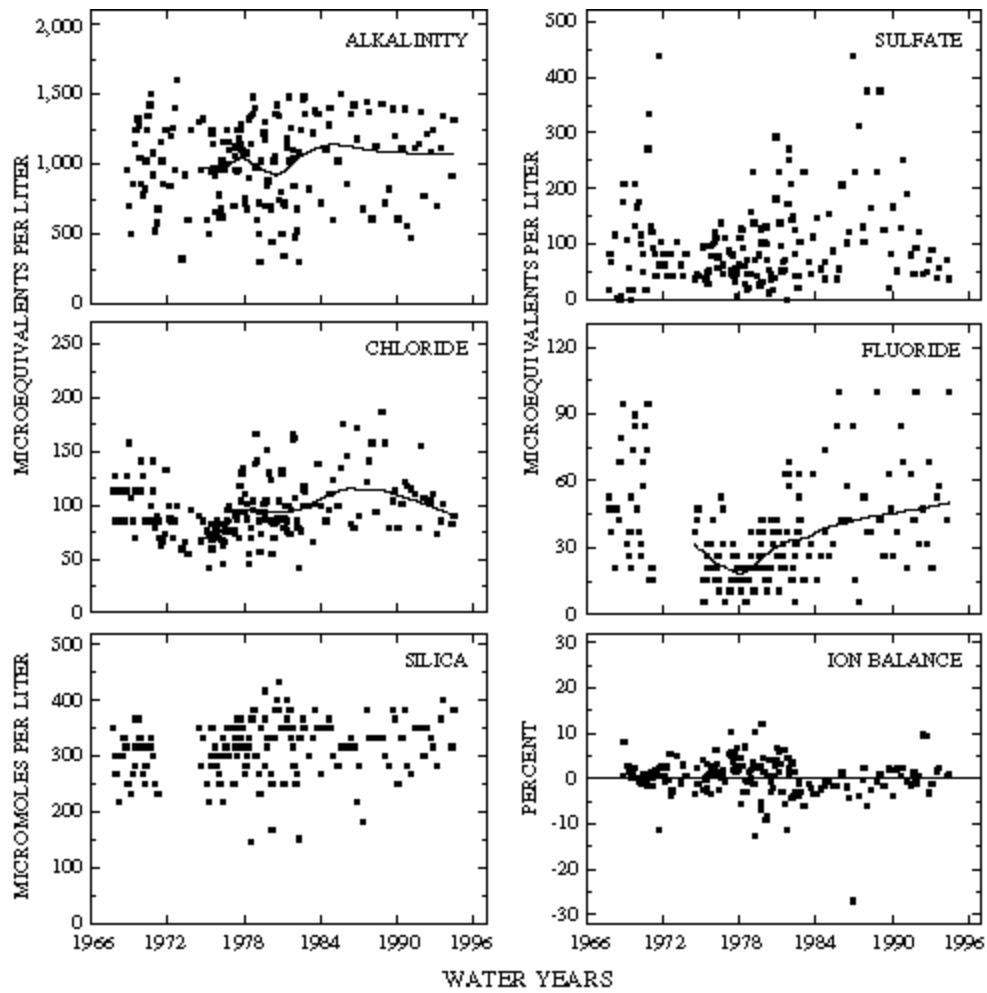 ALKALINITY
2,000
1,500
1,000
500
0
SULFATE
500
400
300
200
100
0
CHLORIDE
250
200
150
100
50
0
MICROEQUIVALENTS PER LITER
FLUORIDE
120
90
60
30
0
MICROEQUIVALENTS PER LITER
SILICA
500
400
300
200
100
0
MICROMOLES PER LITER
1966 1972 1978 1984 1990 1996
ION BALANCE
30
20
10
0
-10
-20
-30
PERCENT
1966 1972 1978 1984 1990 1996
WATER YEARS